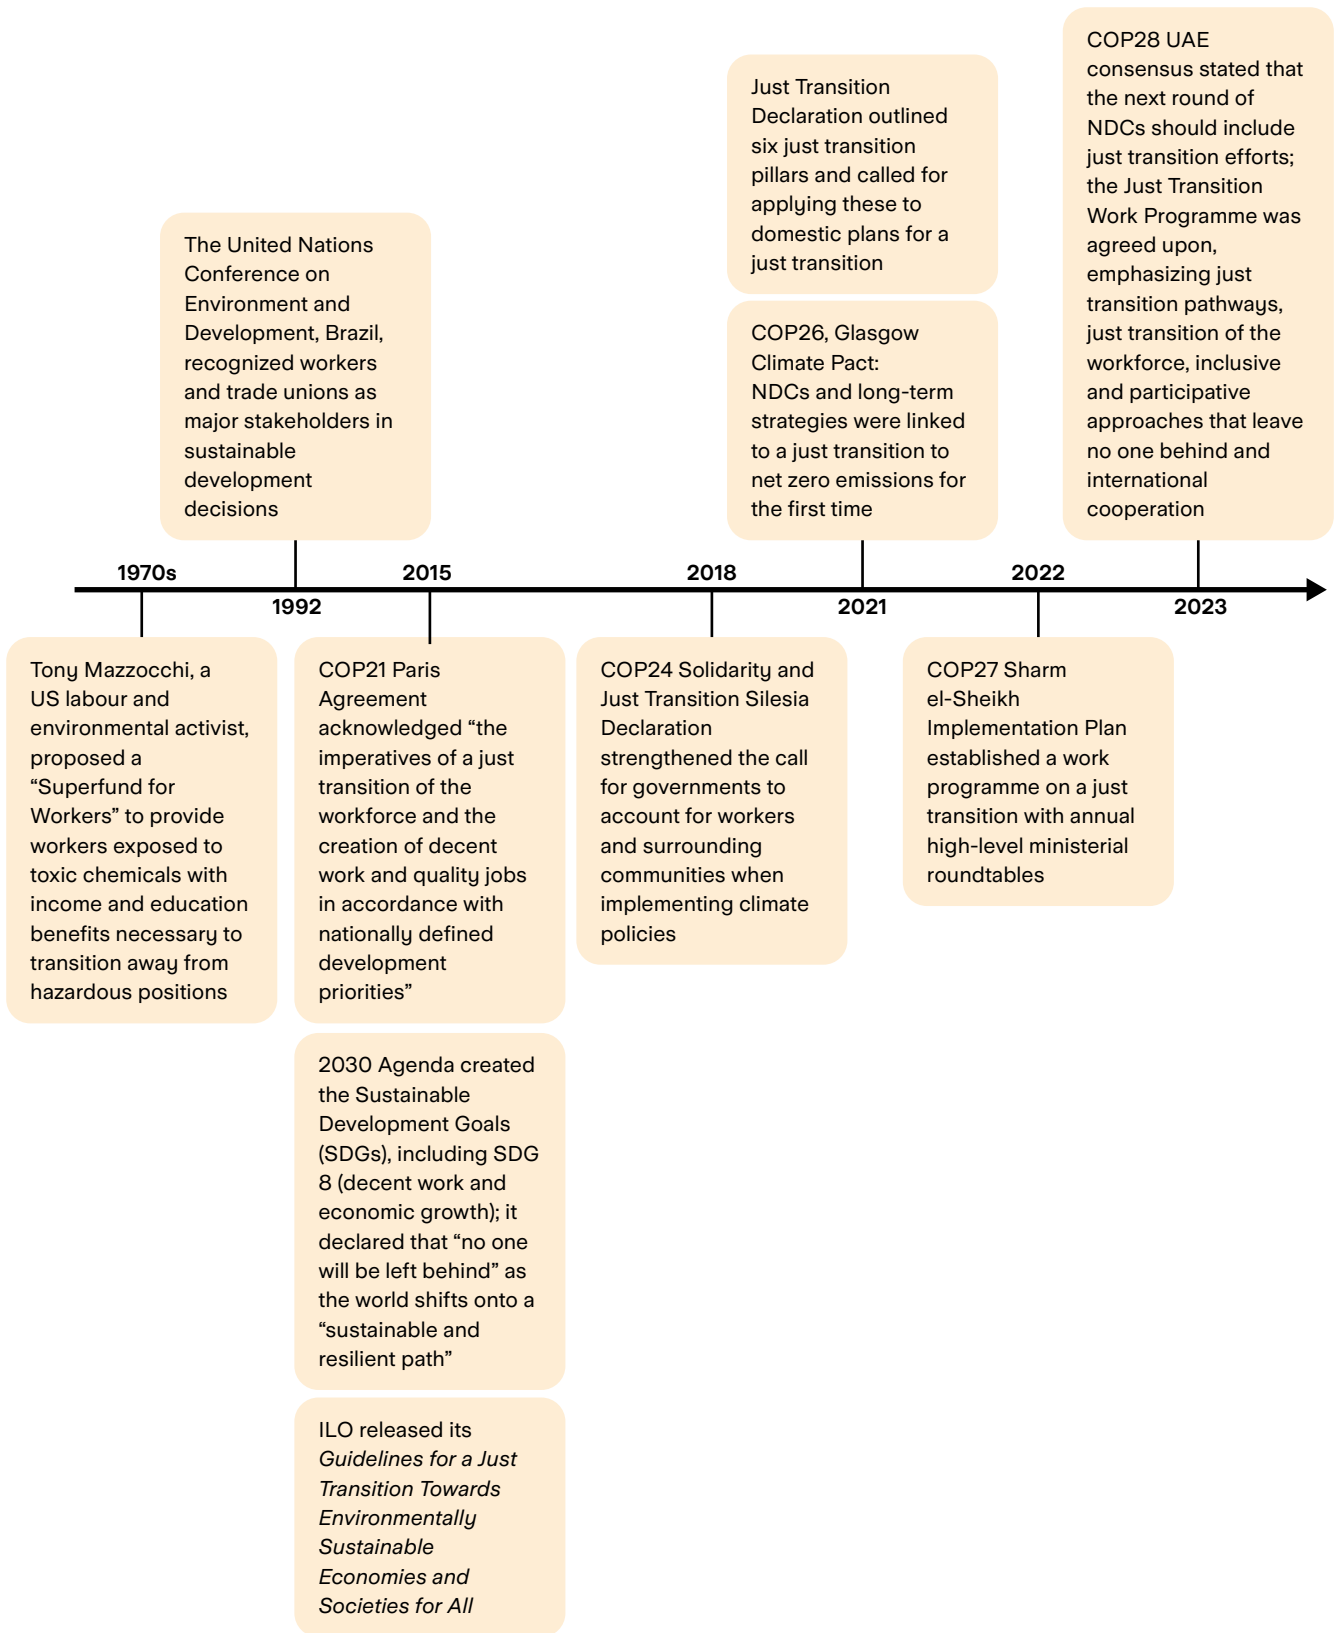 COP28 UAE
consensus stated that
the next round of
NDCs should include
just transition efforts;
the Just Transition
Work Programme was
agreed upon,
emphasizing just
transition pathways,
just transition of the
workforce, inclusive
and participative
approaches that leave
no one behind and
international
cooperation
Just Transition
Declaration outlined
six just transition
pillars and called for
applying these to
domestic plans for a
just transition
The United Nations
Conference on
Environment and
Development, Brazil,
recognized workers
and trade unions as
major stakeholders in
sustainable
development
decisions
COP26, Glasgow
Climate Pact:
NDCs and long-term
strategies were linked
to a just transition to
net zero emissions for
the first time
1970s
2015
2018
2022
1992
2021
2023
Tony Mazzocchi, a
US labour and
environmental activist,
proposed a
“Superfund for
Workers” to provide
workers exposed to
toxic chemicals with
income and education
benefits necessary to
transition away from
hazardous positions
COP21 Paris
Agreement
acknowledged “the
imperatives of a just
transition of the
workforce and the
creation of decent
work and quality jobs
in accordance with
nationally defined
development
priorities”
COP24 Solidarity and
Just Transition Silesia
Declaration
strengthened the call
for governments to
account for workers
and surrounding
communities when
implementing climate
policies
COP27 Sharm
el-Sheikh
Implementation Plan
established a work
programme on a just
transition with annual
high-level ministerial
roundtables
2030 Agenda created
the Sustainable
Development Goals
(SDGs), including SDG
8 (decent work and
economic growth); it
declared that “no one
will be left behind” as
the world shifts onto a
“sustainable and
resilient path”
ILO released its
Guidelines for a Just
Transition Towards
Environmentally
Sustainable
Economies and
Societies for All